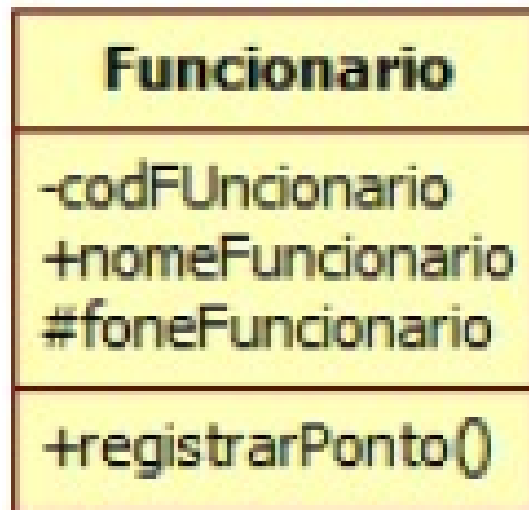 Funcionario
-codFUncionario
+nomeFuncionario
#foneFuncionario
+registrarPonto()